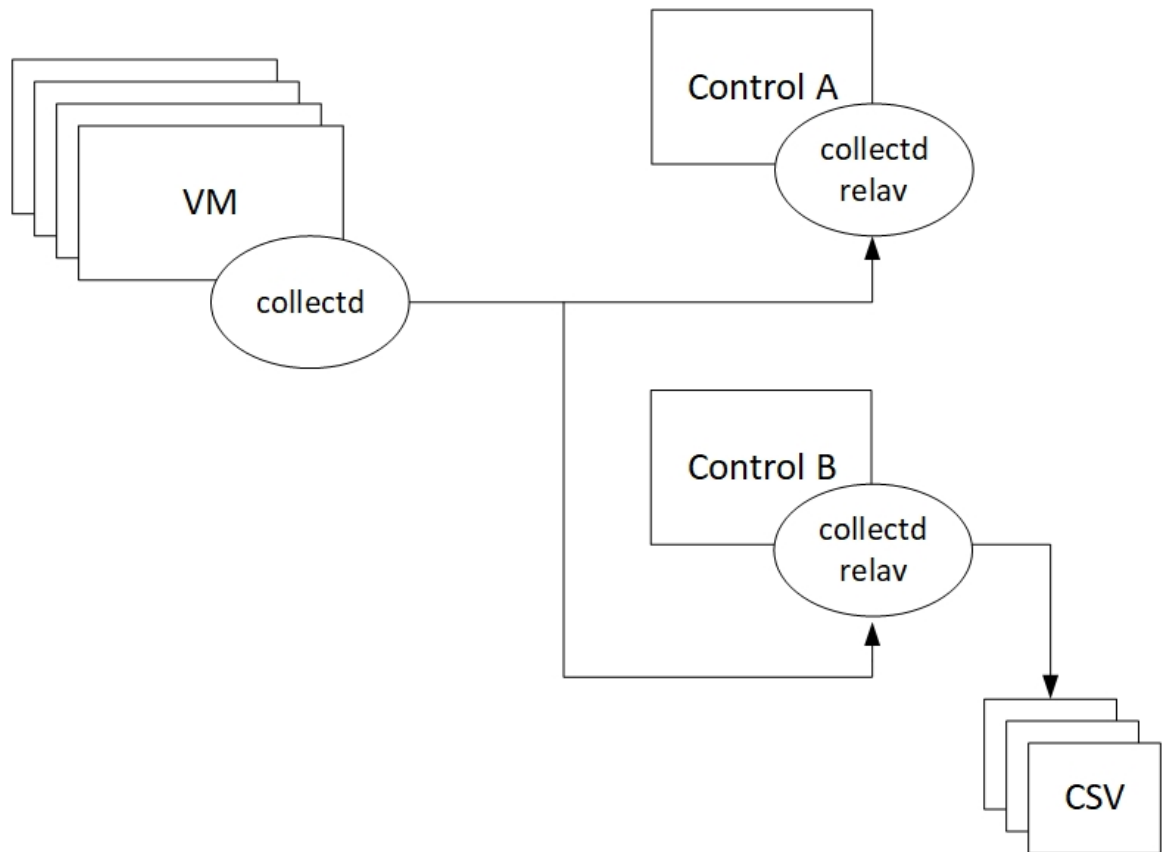 Control A
collectd
relav
VM
collectd
Control B
collectd
relav
CSV